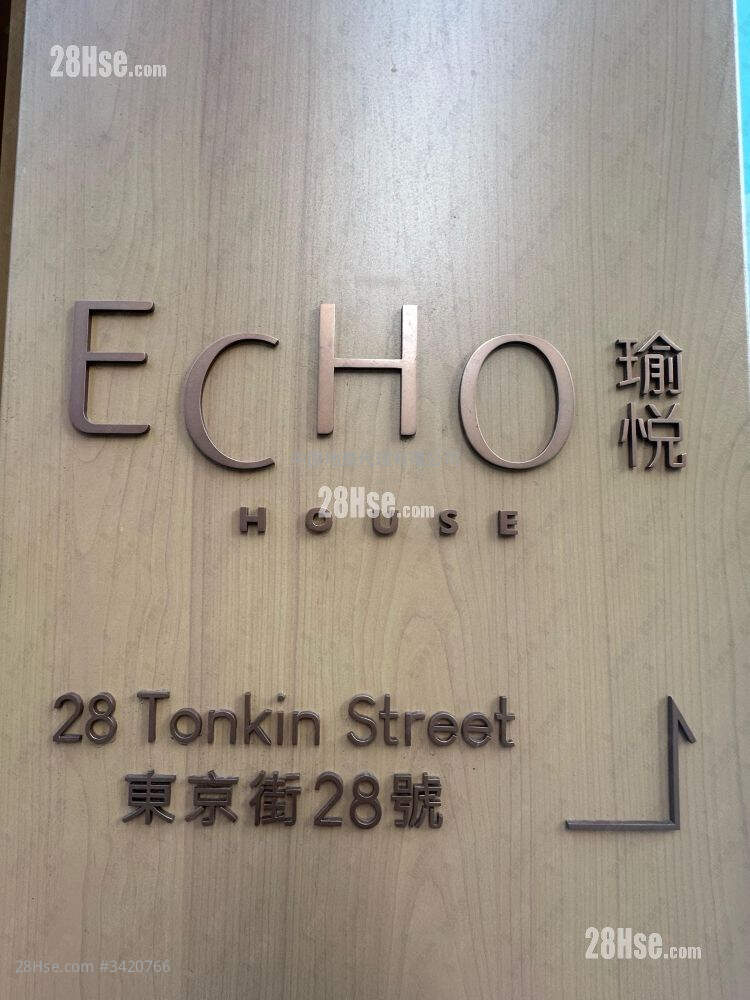 28Hse.com
ECHO 瑜悅
28Hse.com
HOUSE
28 Tonkin Street
東京街28號
28Hse.com
28Hse.com #3420766